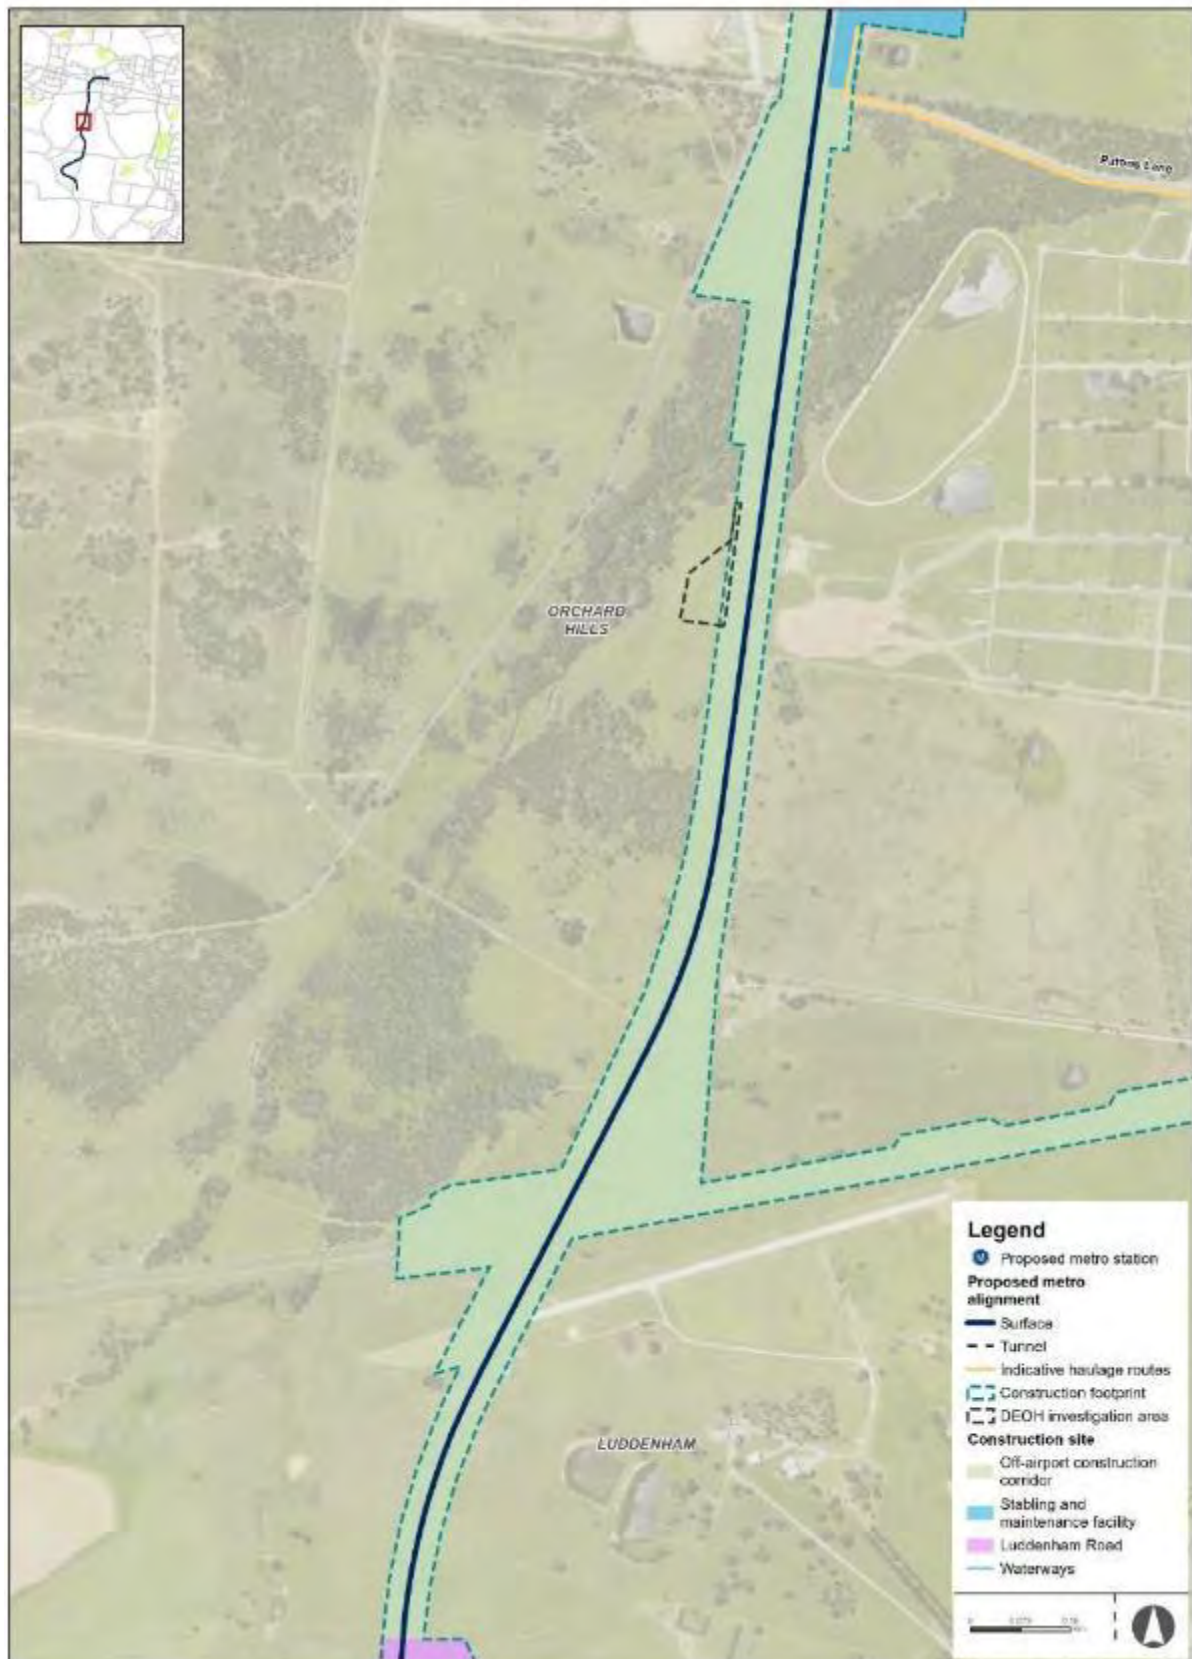 Lane
ORCHARD
HILLS
LUDDENHAM
Legend
Proposed metro station
Proposed metro
alignment
Surface
Tunnel
Indicative haulage routes
Construction footprint
DEOH investigation area
Construction site
Off-airport construction
corridor
Stabling and
maintenance facility
Luddenham Road
Waterways
0